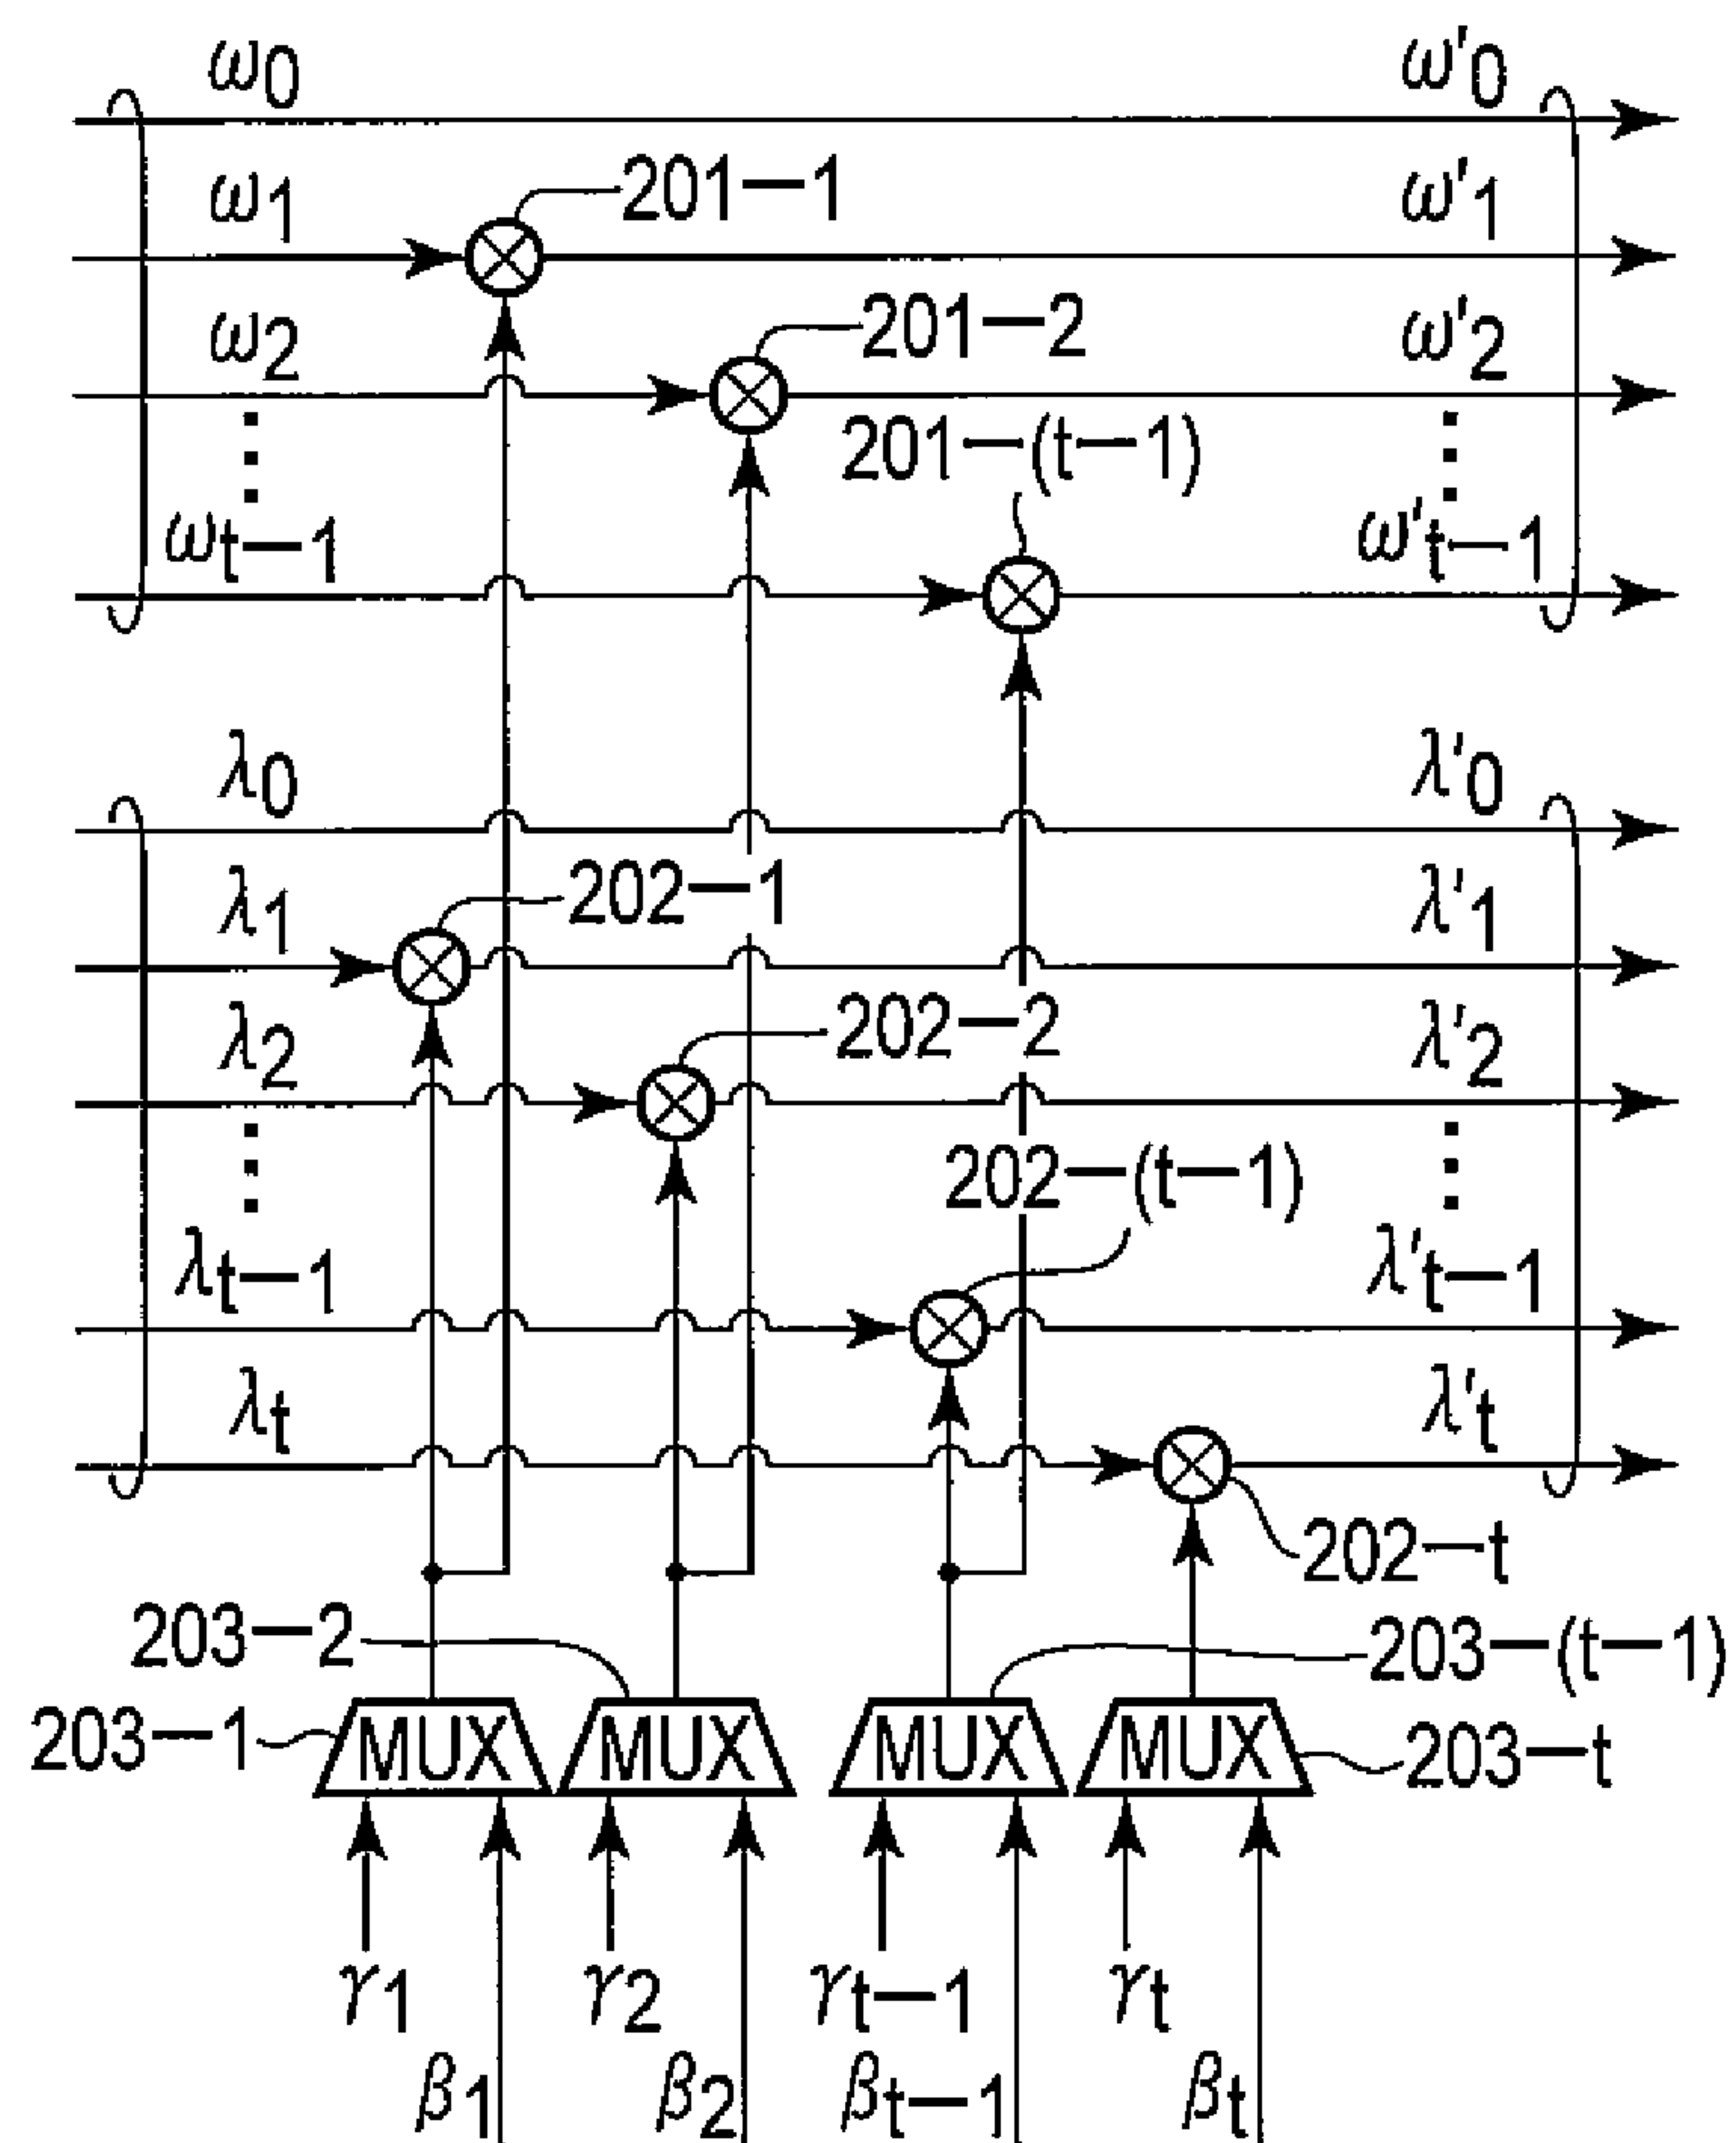 ω0 ω'0
ω1 201—1 ω'1
ω2 201—2 ω'2
201—(t—1)
ωt—1 ω't—1
λ0 λ'0
λ1 202—1 λ'1
λ2 202—2 λ'2
202—(t—1)
λt—1 λ't—1
λt λ't
202—t
203—2 203—(t—1)
203—1 MUX MUX MUX MUX 203—t
γ1 γ2 γt—1 γt
β1 β2 βt—1 βt